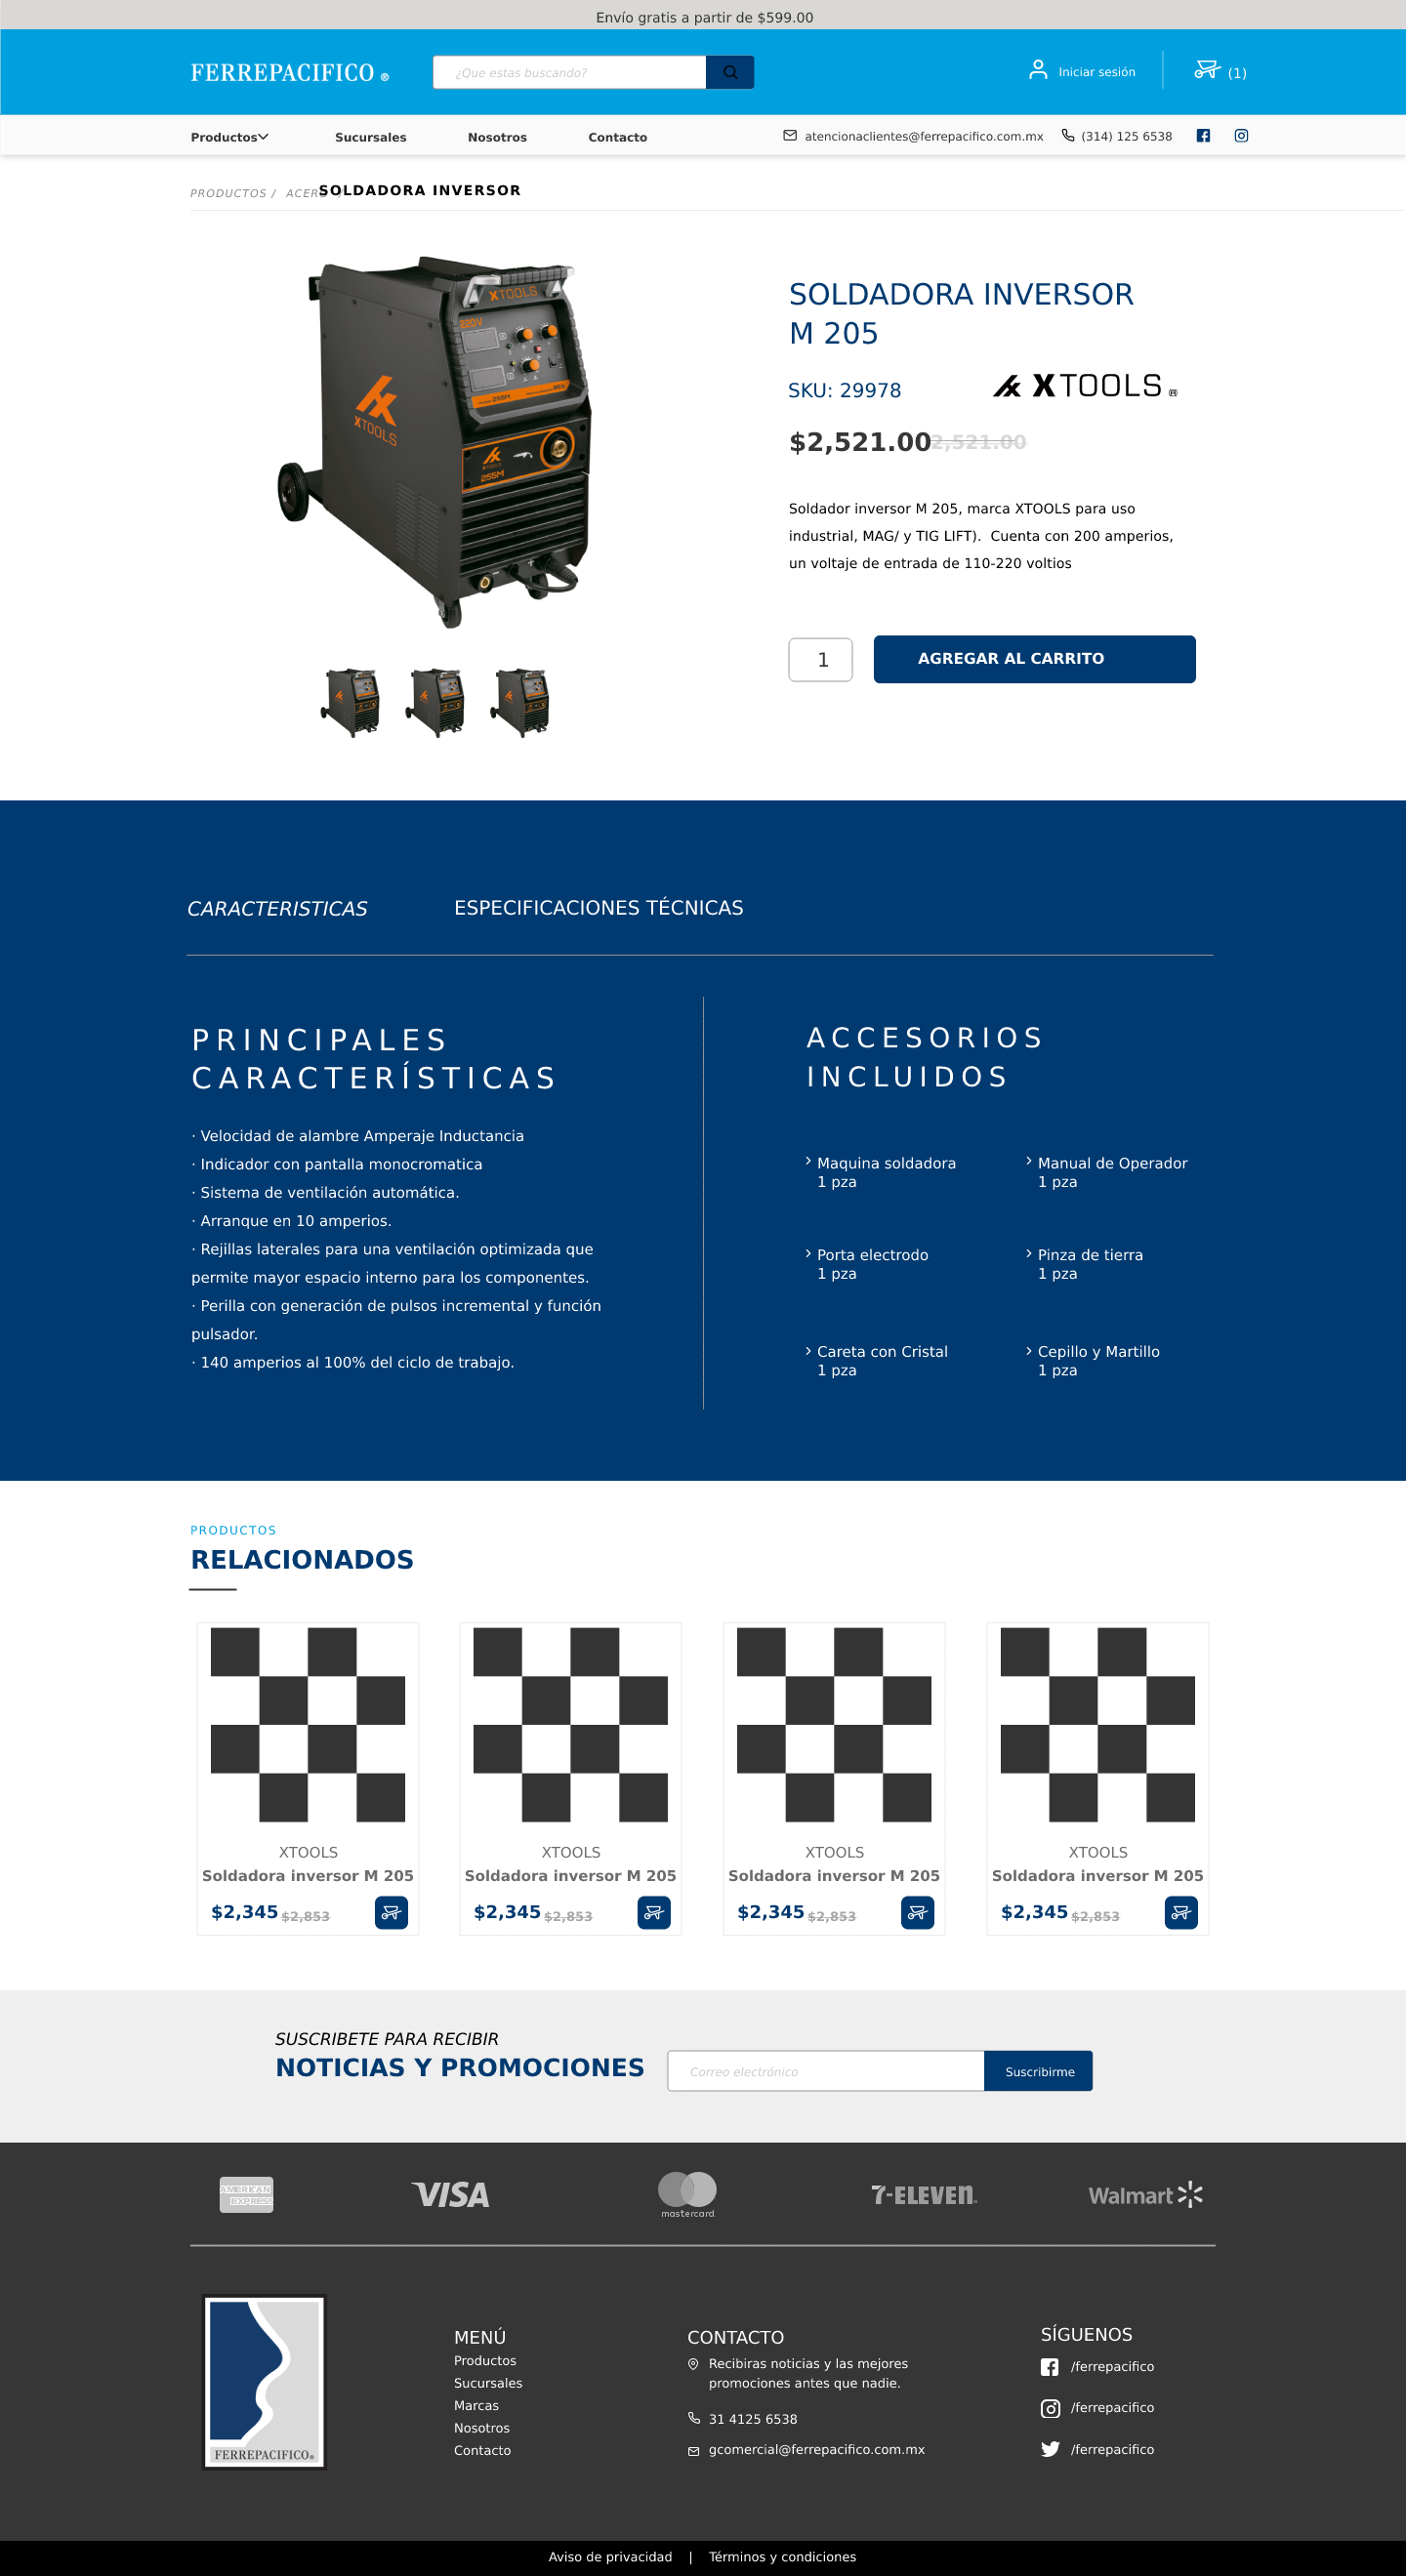 Envío gratis a partir de $599.00
FERREPACIFICO ®
¿Que estas buscando?
Iniciar sesión
(1)
Productos
Sucursales
Nosotros
Contacto
atencionaclientes@ferrepacifico.com.mx
(314) 125 6538
PRODUCTOS /
SOLDADORA INVERSOR
XTOOLS
220V
XTOOLS
XTOOLS
255M
SOLDADORA INVERSOR
M 205
SKU: 29978
XTOOLS ®
$2,521.00
2,521.00
Soldador inversor M 205, marca XTOOLS para uso
industrial, MAG/ y TIG LIFT).  Cuenta con 200 amperios,
un voltaje de entrada de 110-220 voltios
1
AGREGAR AL CARRITO
CARACTERISTICAS
ESPECIFICACIONES TÉCNICAS
PRINCIPALES
CARACTERÍSTICAS
· Velocidad de alambre Amperaje Inductancia
· Indicador con pantalla monocromatica
· Sistema de ventilación automática.
· Arranque en 10 amperios.
· Rejillas laterales para una ventilación optimizada que
permite mayor espacio interno para los componentes.
· Perilla con generación de pulsos incremental y función
pulsador.
· 140 amperios al 100% del ciclo de trabajo.
ACCESORIOS
INCLUIDOS
Maquina soldadora
1 pza
Manual de Operador
1 pza
Porta electrodo
1 pza
Pinza de tierra
1 pza
Careta con Cristal
1 pza
Cepillo y Martillo
1 pza
PRODUCTOS
RELACIONADOS
XTOOLS
Soldadora inversor M 205
$2,345 $2,853
XTOOLS
Soldadora inversor M 205
$2,345 $2,853
XTOOLS
Soldadora inversor M 205
$2,345 $2,853
XTOOLS
Soldadora inversor M 205
$2,345 $2,853
SUSCRIBETE PARA RECIBIR
NOTICIAS Y PROMOCIONES
Correo electrónico
Suscribirme
AMERICAN
EXPRESS
VISA
mastercard.
7-ELEVEN
Walmart
FERREPACIFICO®
MENÚ
Productos
Sucursales
Marcas
Nosotros
Contacto
CONTACTO
Recibiras noticias y las mejores
promociones antes que nadie.
31 4125 6538
gcomercial@ferrepacifico.com.mx
SÍGUENOS
/ferrepacifico
/ferrepacifico
/ferrepacifico
Aviso de privacidad | Términos y condiciones